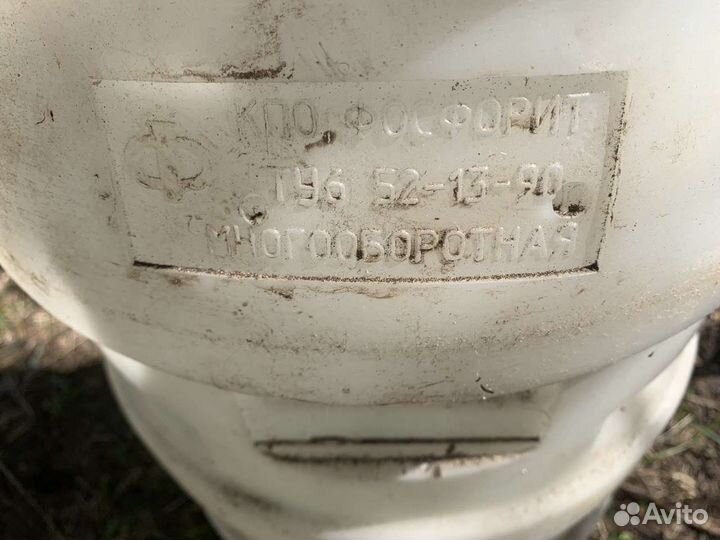 КПО ФОСФОРИТ
ТУ6 52-13-90
МНОГООБОРОТНАЯ
Avito